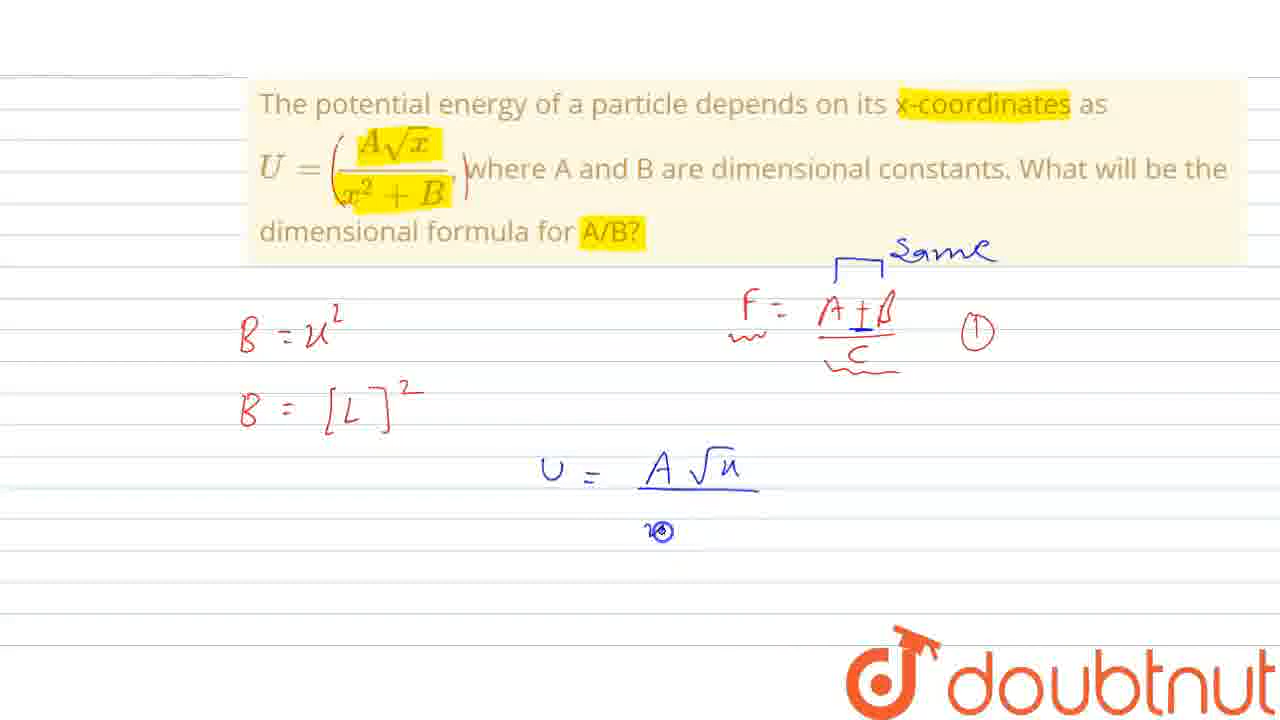 The potential energy of a particle depends on its x-coordinates as
U = (A√x / x² + B,) where A and B are dimensional constants. What will be the
dimensional formula for A/B?
Same
F = A ± B / C ①
B = x²
B = [L]²
U = A √x
doubtnut